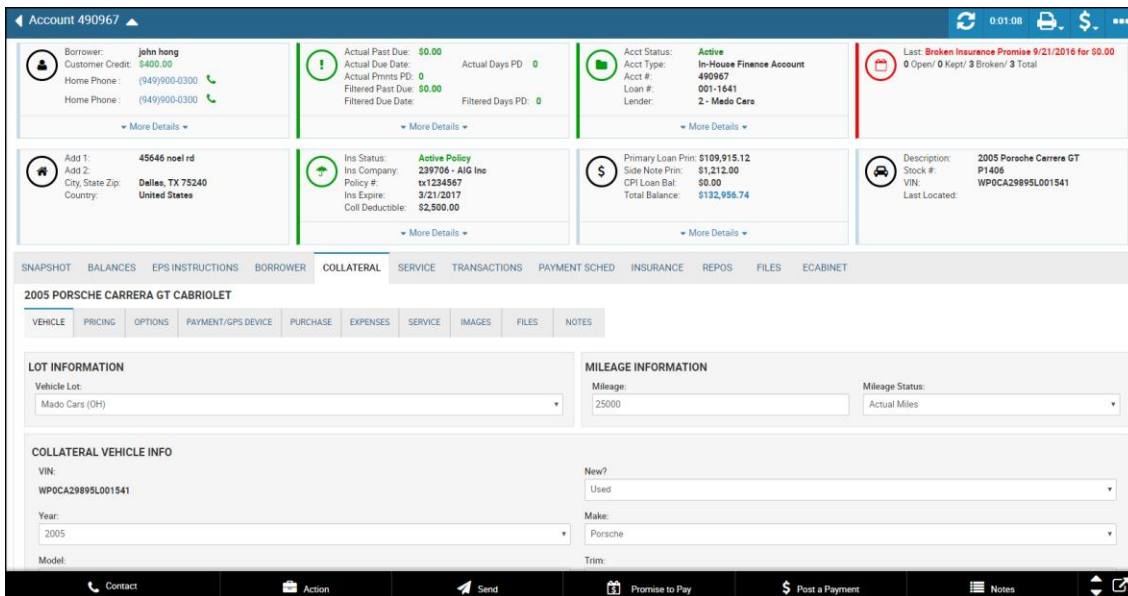 Account 490967
0:01:08
Borrower: john hong
Customer Credit: $400.00
Home Phone : (949)900-0300
Home Phone : (949)900-0300
More Details
Actual Past Due: $0.00
Actual Due Date: Actual Days PD 0
Actual Pmnts PD: 0
Filtered Past Due: $0.00
Filtered Due Date: Filtered Days PD: 0
More Details
Acct Status: Active
Acct Type: In-House Finance Account
Acct #: 490967
Loan #: 001-1641
Lender: 2 - Mado Cars
More Details
Last: Broken Insurance Promise 9/21/2016 for $0.00
0 Open/ 0 Kept/ 3 Broken/ 3 Total
Add 1: 45646 noel rd
Add 2:
City, State Zip: Dallas, TX 75240
Country: United States
Ins Status: Active Policy
Ins Company: 239706 - AIG Inc
Policy #: tx1234567
Ins Expire: 3/21/2017
Coll Deductible: $2,500.00
More Details
Primary Loan Prin: $109,915.12
Side Note Prin: $1,212.00
CPI Loan Bal: $0.00
Total Balance: $132,956.74
More Details
Description: 2005 Porsche Carrera GT
Stock #: P1406
VIN: WP0CA29895L001541
Last Located:
SNAPSHOT BALANCES EPS INSTRUCTIONS BORROWER COLLATERAL SERVICE TRANSACTIONS PAYMENT SCHED INSURANCE REPOS FILES ECABINET
2005 PORSCHE CARRERA GT CABRIOLET
VEHICLE PRICING OPTIONS PAYMENT/GPS DEVICE PURCHASE EXPENSES SERVICE IMAGES FILES NOTES
LOT INFORMATION
Vehicle Lot:
Mado Cars (OH)
MILEAGE INFORMATION
Mileage: Mileage Status:
25000 Actual Miles
COLLATERAL VEHICLE INFO
VIN: New?
WP0CA29895L001541 Used
Year: Make:
2005 Porsche
Model: Trim:
Contact Action Send Promise to Pay $ Post a Payment Notes